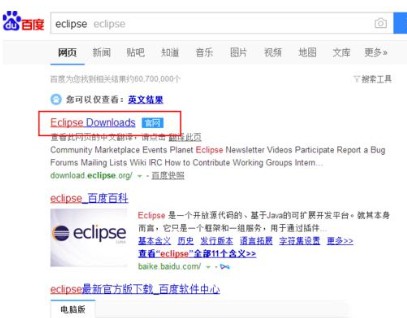 Baidu 百度 eclipse eclipse
网页 新闻 贴吧 知道 音乐 图片 视频 地图 文库 更多»
百度为您找到相关结果约60,700,000个 搜索工具
您可以仅查看：英文结果
Eclipse Downloads 官网
查看此网页的中文翻译，请点击 翻译此页
Community Marketplace Events Planet Eclipse Newsletter Videos Participate Report a Bug
Forums Mailing Lists Wiki IRC How to Contribute Working Groups Intern...
download.eclipse.org/ - 百度快照
eclipse_百度百科
Eclipse 是一个开放源代码的、基于Java的可扩展开发平台。就其本身
而言，它只是一个框架和一组服务，用于通过插件...
eclipse
基本含义 历史 发行版本 语言拓展 字符集设置 更多>>
查看“eclipse”全部11个含义>>
baike.baidu.com/
eclipse最新官方版下载_百度软件中心
电脑版